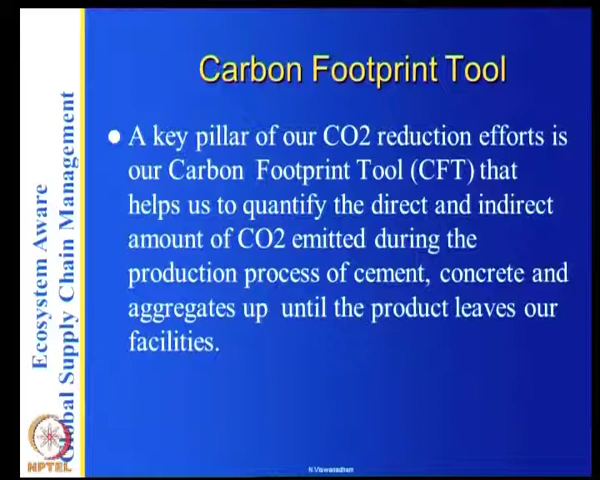 Carbon Footprint Tool
A key pillar of our CO2 reduction efforts is
our Carbon Footprint Tool (CFT) that
helps us to quantify the direct and indirect
amount of CO2 emitted during the
production process of cement, concrete and
aggregates up until the product leaves our
facilities.
Ecosystem Aware
Global Supply Chain Management
NPTEL
N.Viswanadham